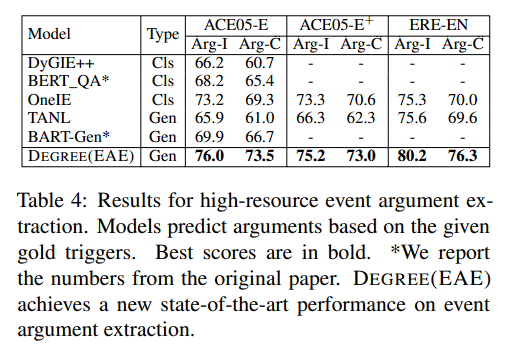 Model Type ACE05-E ACE05-E+ ERE-EN
Arg-I Arg-C Arg-I Arg-C Arg-I Arg-C
DyGIE++ Cls 66.2 60.7 - - - -
BERT_QA* Cls 68.2 65.4 - - - -
OneIE Cls 73.2 69.3 73.3 70.6 75.3 70.0
TANL Gen 65.9 61.0 66.3 62.3 75.6 69.6
BART-Gen* Gen 69.9 66.7 - - - -
DEGREE(EAE) Gen 76.0 73.5 75.2 73.0 80.2 76.3
Table 4: Results for high-resource event argument ex-
traction. Models predict arguments based on the given
gold triggers. Best scores are in bold. *We report
the numbers from the original paper. DEGREE(EAE)
achieves a new state-of-the-art performance on event
argument extraction.